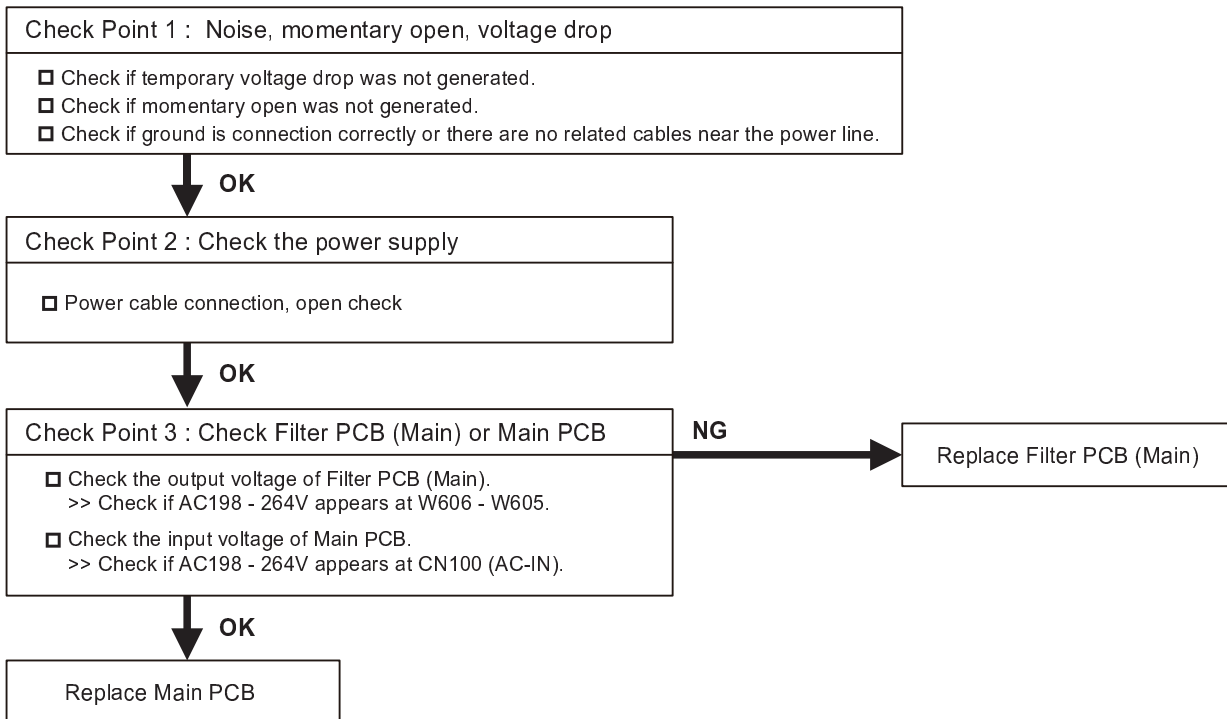 Check Point 1 : Noise, momentary open, voltage drop
Check if temporary voltage drop was not generated.
Check if momentary open was not generated.
Check if ground is connection correctly or there are no related cables near the power line.
OK
Check Point 2 : Check the power supply
Power cable connection, open check
OK
Check Point 3 : Check Filter PCB (Main) or Main PCB
NG
Replace Filter PCB (Main)
Check the output voltage of Filter PCB (Main).
>> Check if AC198 - 264V appears at W606 - W605.
Check the input voltage of Main PCB.
>> Check if AC198 - 264V appears at CN100 (AC-IN).
OK
Replace Main PCB